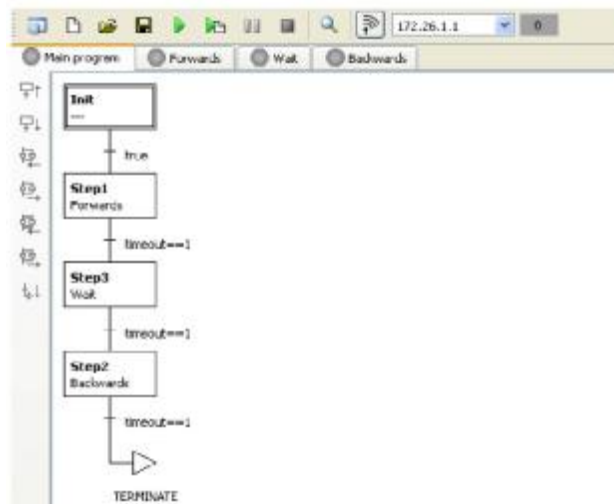 172.26.1.1
0
Main program Forwards Wait Backwards
Init
---
true
Step1
Forwards
timeout==1
Step3
Wait
timeout==1
Step2
Backwards
timeout==1
TERMINATE